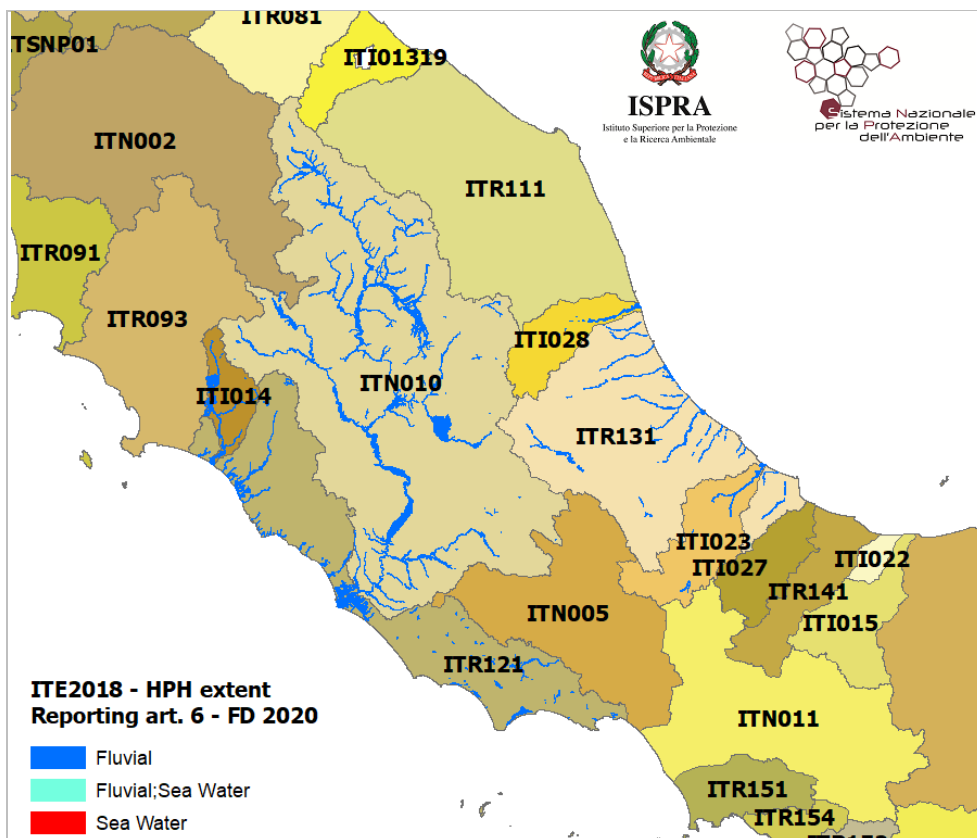 ITR081
ITSNP01
ITI01319
ISPRA
Istituto Superiore per la Protezione
e la Ricerca Ambientale
Sistema Nazionale
per la Protezione
dell'Ambiente
ITN002
ITR111
ITR091
ITR093
ITI028
ITI014
ITN010
ITR131
ITI023
ITI022
ITI027
ITR141
ITN005
ITI015
ITR121
ITE2018 - HPH extent
Reporting art. 6 - FD 2020
ITN011
Fluvial
Fluvial;Sea Water
ITR151
Sea Water
ITR154